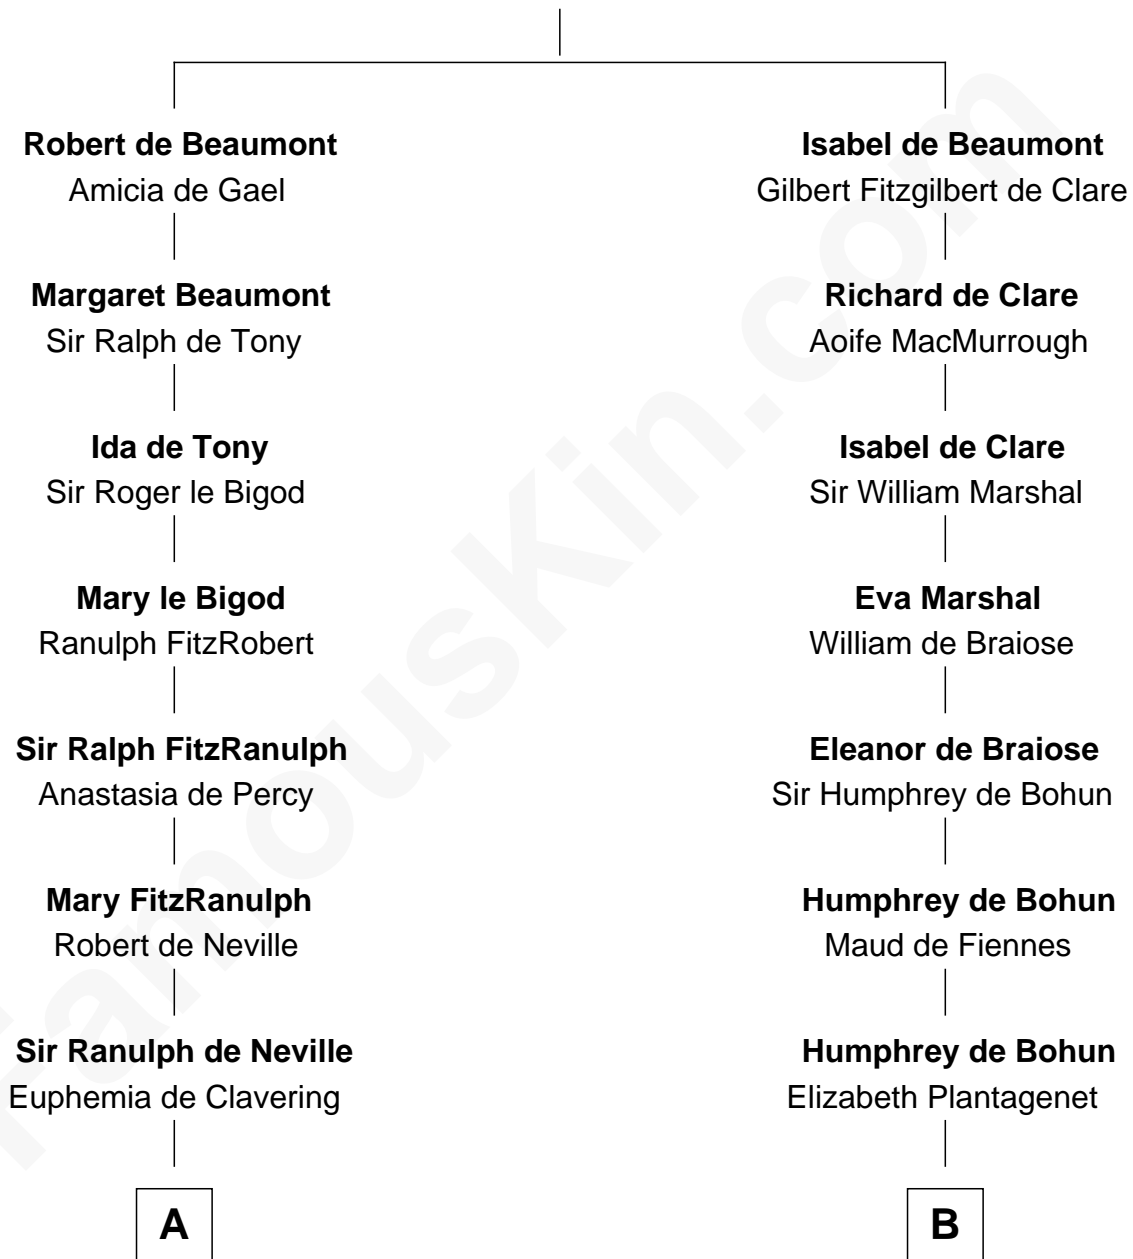 Robert de Beaumont
Amicia de Gael
Margaret Beaumont
Sir Ralph de Tony
Ida de Tony
Sir Roger le Bigod
Mary le Bigod
Ranulph FitzRobert
Sir Ralph FitzRanulph
Anastasia de Percy
Mary FitzRanulph
Robert de Neville
Sir Ranulph de Neville
Euphemia de Clavering
A
Isabel de Beaumont
Gilbert Fitzgilbert de Clare
Richard de Clare
Aoife MacMurrough
Isabel de Clare
Sir William Marshal
Eva Marshal
William de Braiose
Eleanor de Braiose
Sir Humphrey de Bohun
Humphrey de Bohun
Maud de Fiennes
Humphrey de Bohun
Elizabeth Plantagenet
B
FamousKin.com